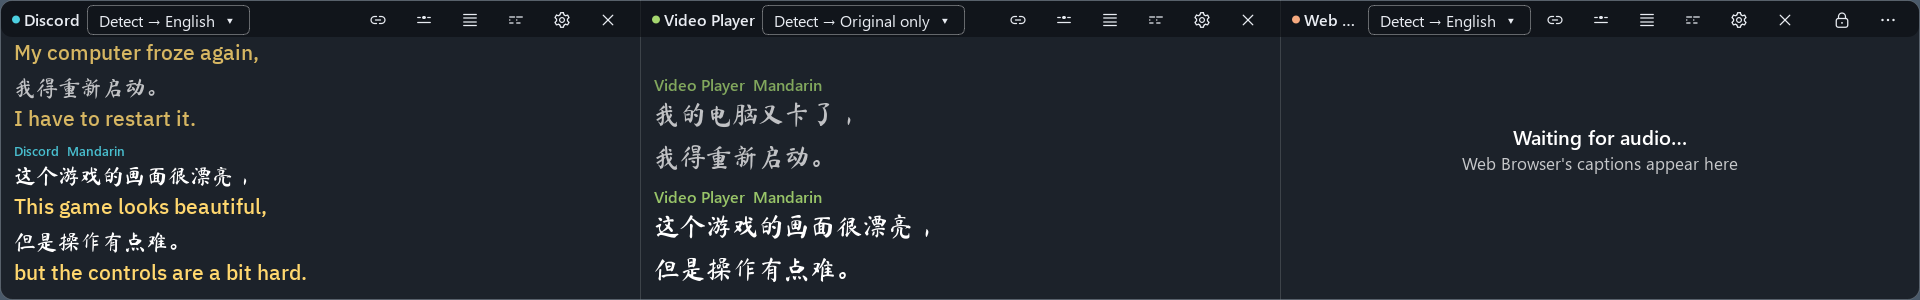 Discord Detect → English ▼
My computer froze again,
我得重新启动。
I have to restart it.
Discord Mandarin
这个游戏的画面很漂亮，
This game looks beautiful,
但是操作有点难。
but the controls are a bit hard.
Video Player Detect → Original only ▼
Video Player Mandarin
我的电脑又卡了，
我得重新启动。
Video Player Mandarin
这个游戏的画面很漂亮，
但是操作有点难。
Web ... Detect → English ▼
Waiting for audio...
Web Browser's captions appear here